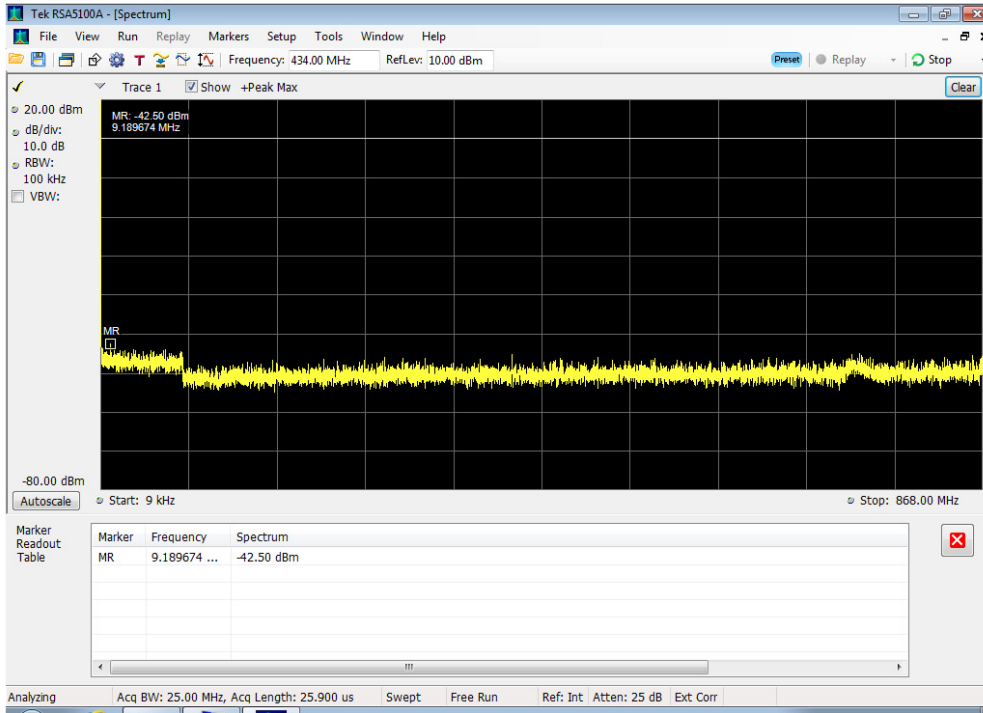 Tek RSA5100A - [Spectrum]
File View Run Replay Markers Setup Tools Window Help
T Frequency: 434.00 MHz RefLev: 10.00 dBm Preset Replay Stop
Trace 1 Show +Peak Max Clear
20.00 dBm
dB/div:
10.0 dB
RBW:
100 kHz
VBW:
MR: -42.50 dBm
9.189674 MHz
MR
-80.00 dBm
Autoscale Start: 9 kHz Stop: 868.00 MHz
Marker Readout Table
Marker Frequency Spectrum
MR 9.189674 ... -42.50 dBm
Analyzing Acq BW: 25.00 MHz, Acq Length: 25.900 us Swept Free Run Ref: Int Atten: 25 dB Ext Corr